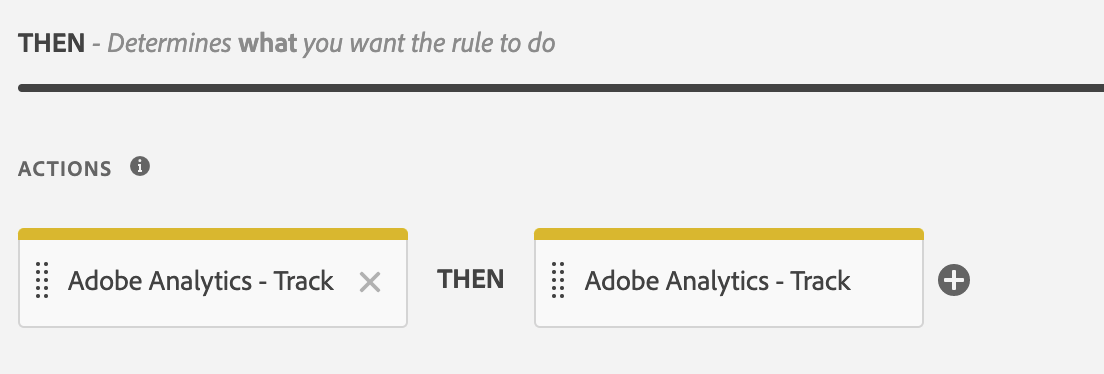 THEN - Determines what you want the rule to do
ACTIONS
Adobe Analytics - Track THEN Adobe Analytics - Track